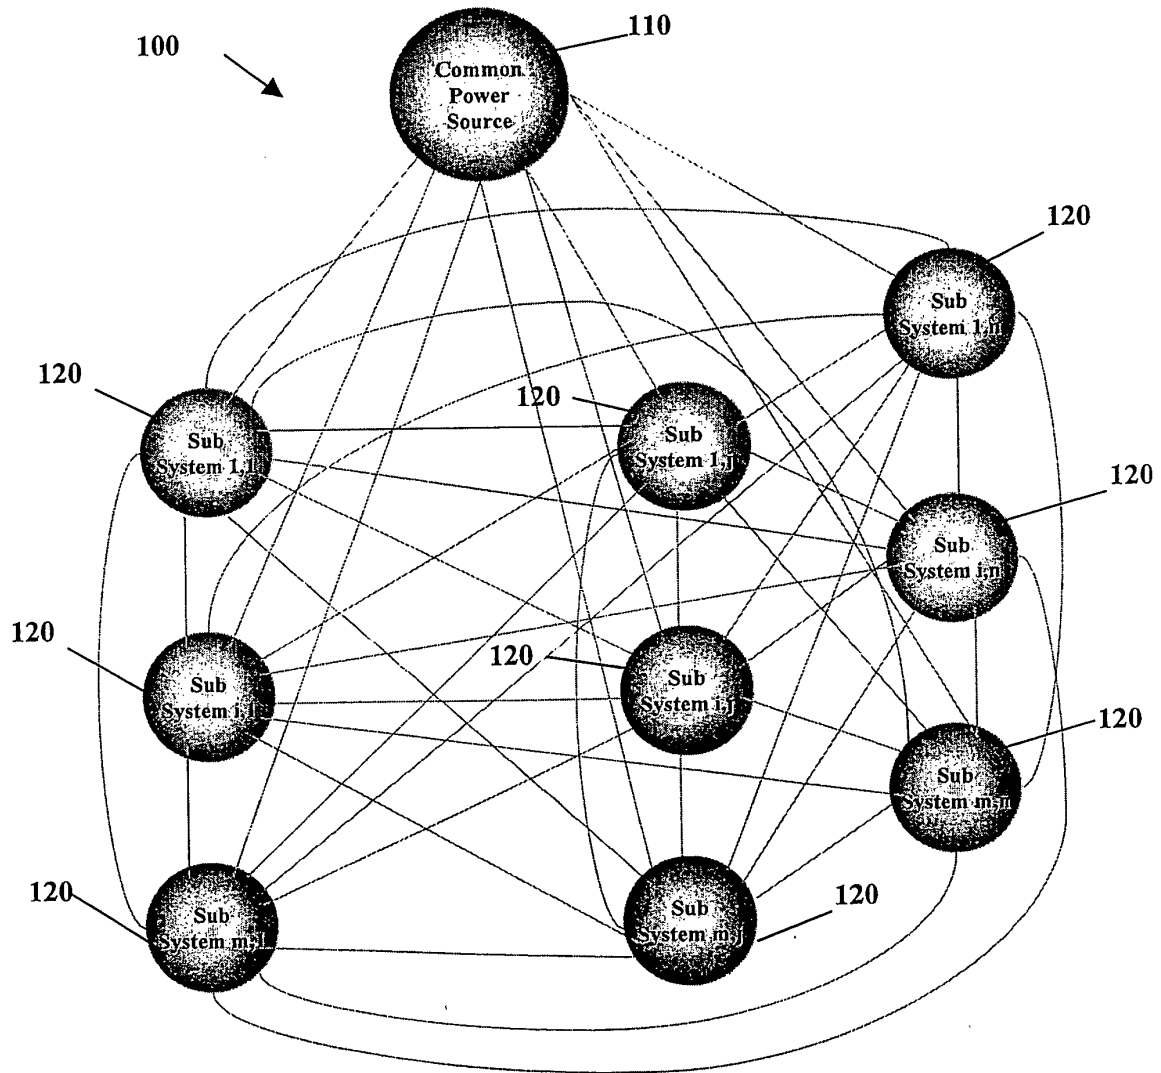 100
110
Common
Power
Source
120
Sub
System 1,n
120
120
Sub
System 1,1
Sub
System 1,j
120
Sub
System i,n
120
120
Sub
System i,1
Sub
System i,j
120
Sub
System m,n
120
120
Sub
System m,1
Sub
System m,j